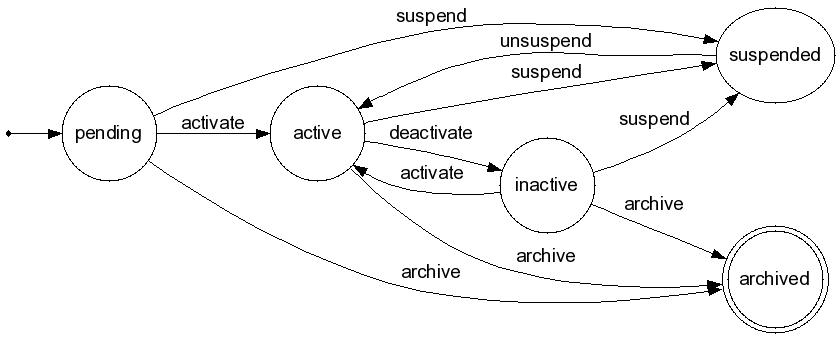 suspend
unsuspend
suspended
suspend
pending
activate
active
deactivate
suspend
activate
inactive
archive
archive
archive
archived